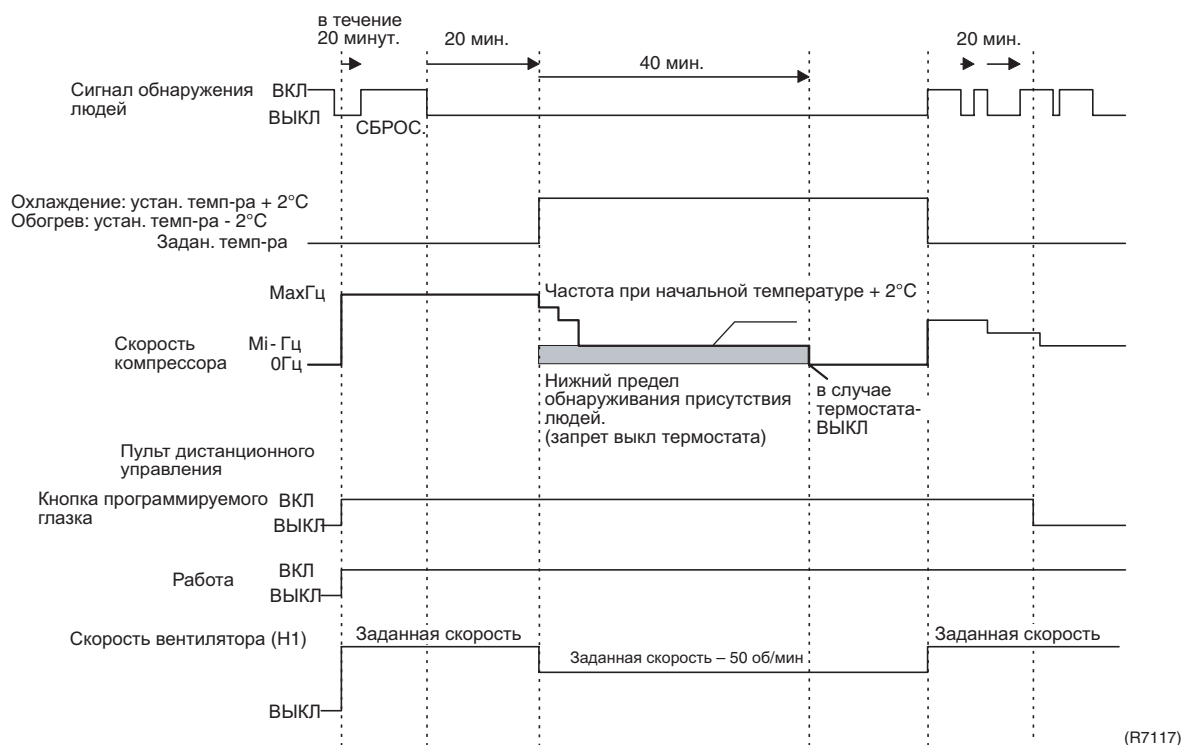 в течение
20 минут.
20 мин.
20 мин.
40 мин.
Сигнал обнаружения
людей
ВКЛ
ВЫКЛ
СБРОС.
Охлаждение: устан. темп-ра + 2°C
Обогрев: устан. темп-ра - 2°C
Задан. темп-ра
MaxГц
Частота при начальной температуре + 2°C
Скорость
компрессора
Mi - Гц
0Гц
Нижний предел
обнаруживания присутствия
людей.
(запрет выкл термостата)
в случае
термостата-
ВЫКЛ
Пульт дистанционного
управления
Кнопка программируемого
глазка
ВКЛ
ВЫКЛ
Работа
ВКЛ
ВЫКЛ
Скорость вентилятора (H1)
Заданная скорость
Заданная скорость – 50 об/мин
Заданная скорость
ВЫКЛ
(R7117)